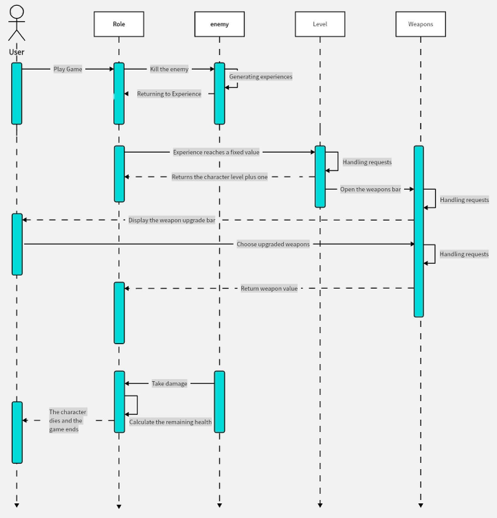 Role
enemy
Level
Weapons
User
Play Game
Kill the enemy
Generating experiences
Returning to Experience
Experience reaches a fixed value
Handling requests
Returns the character level plus one
Open the weapons bar
Handling requests
Display the weapon upgrade bar
Choose upgraded weapons
Handling requests
Return weapon value
Take damage
The character
dies and the
game ends
Calculate the remaining health